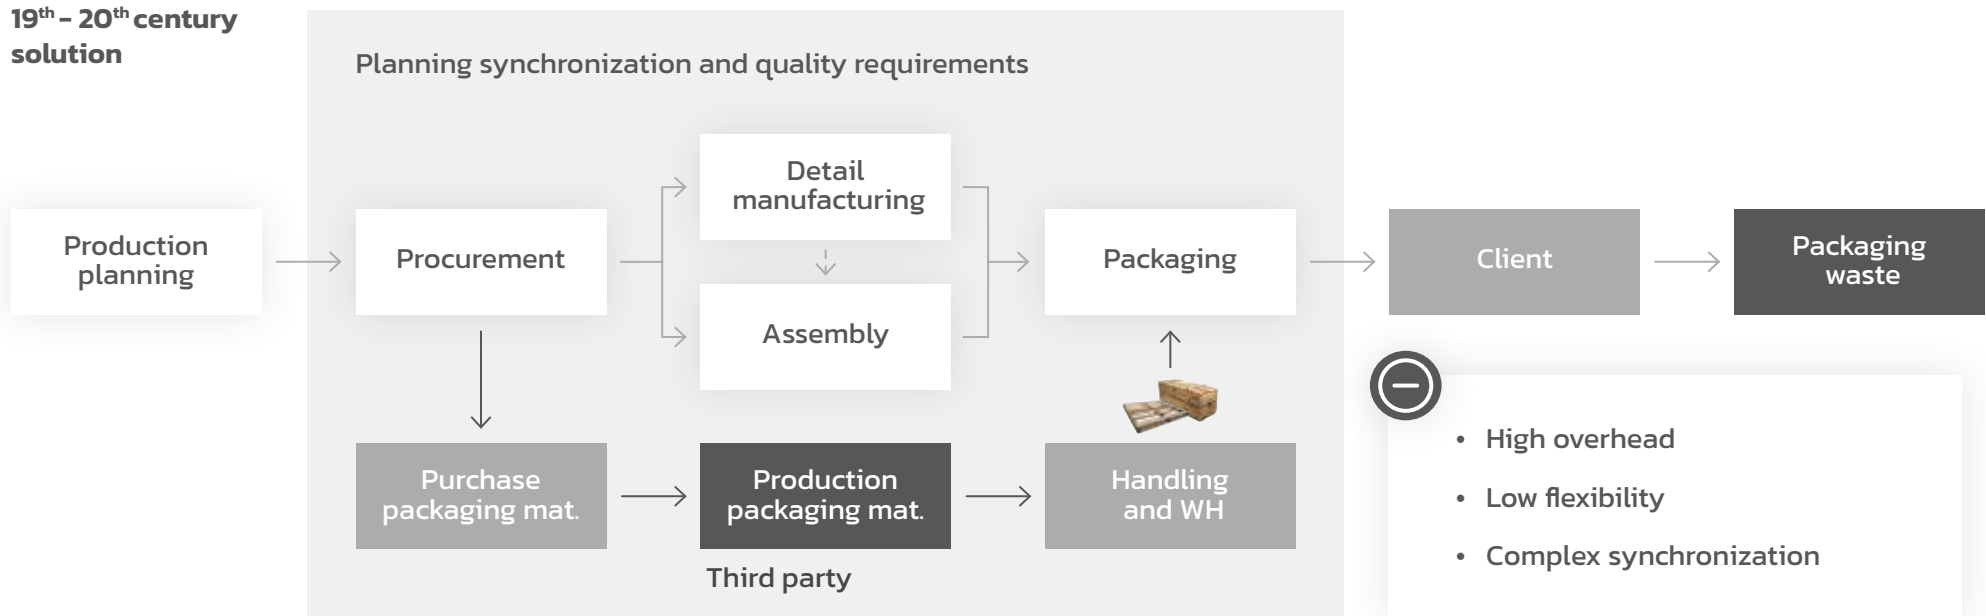 19th - 20th century
solution
Planning synchronization and quality requirements
Production
planning
Procurement
Detail
manufacturing
Assembly
Packaging
Client
Packaging
waste
Purchase
packaging mat.
Production
packaging mat.
Third party
Handling
and WH
• High overhead
• Low flexibility
• Complex synchronization